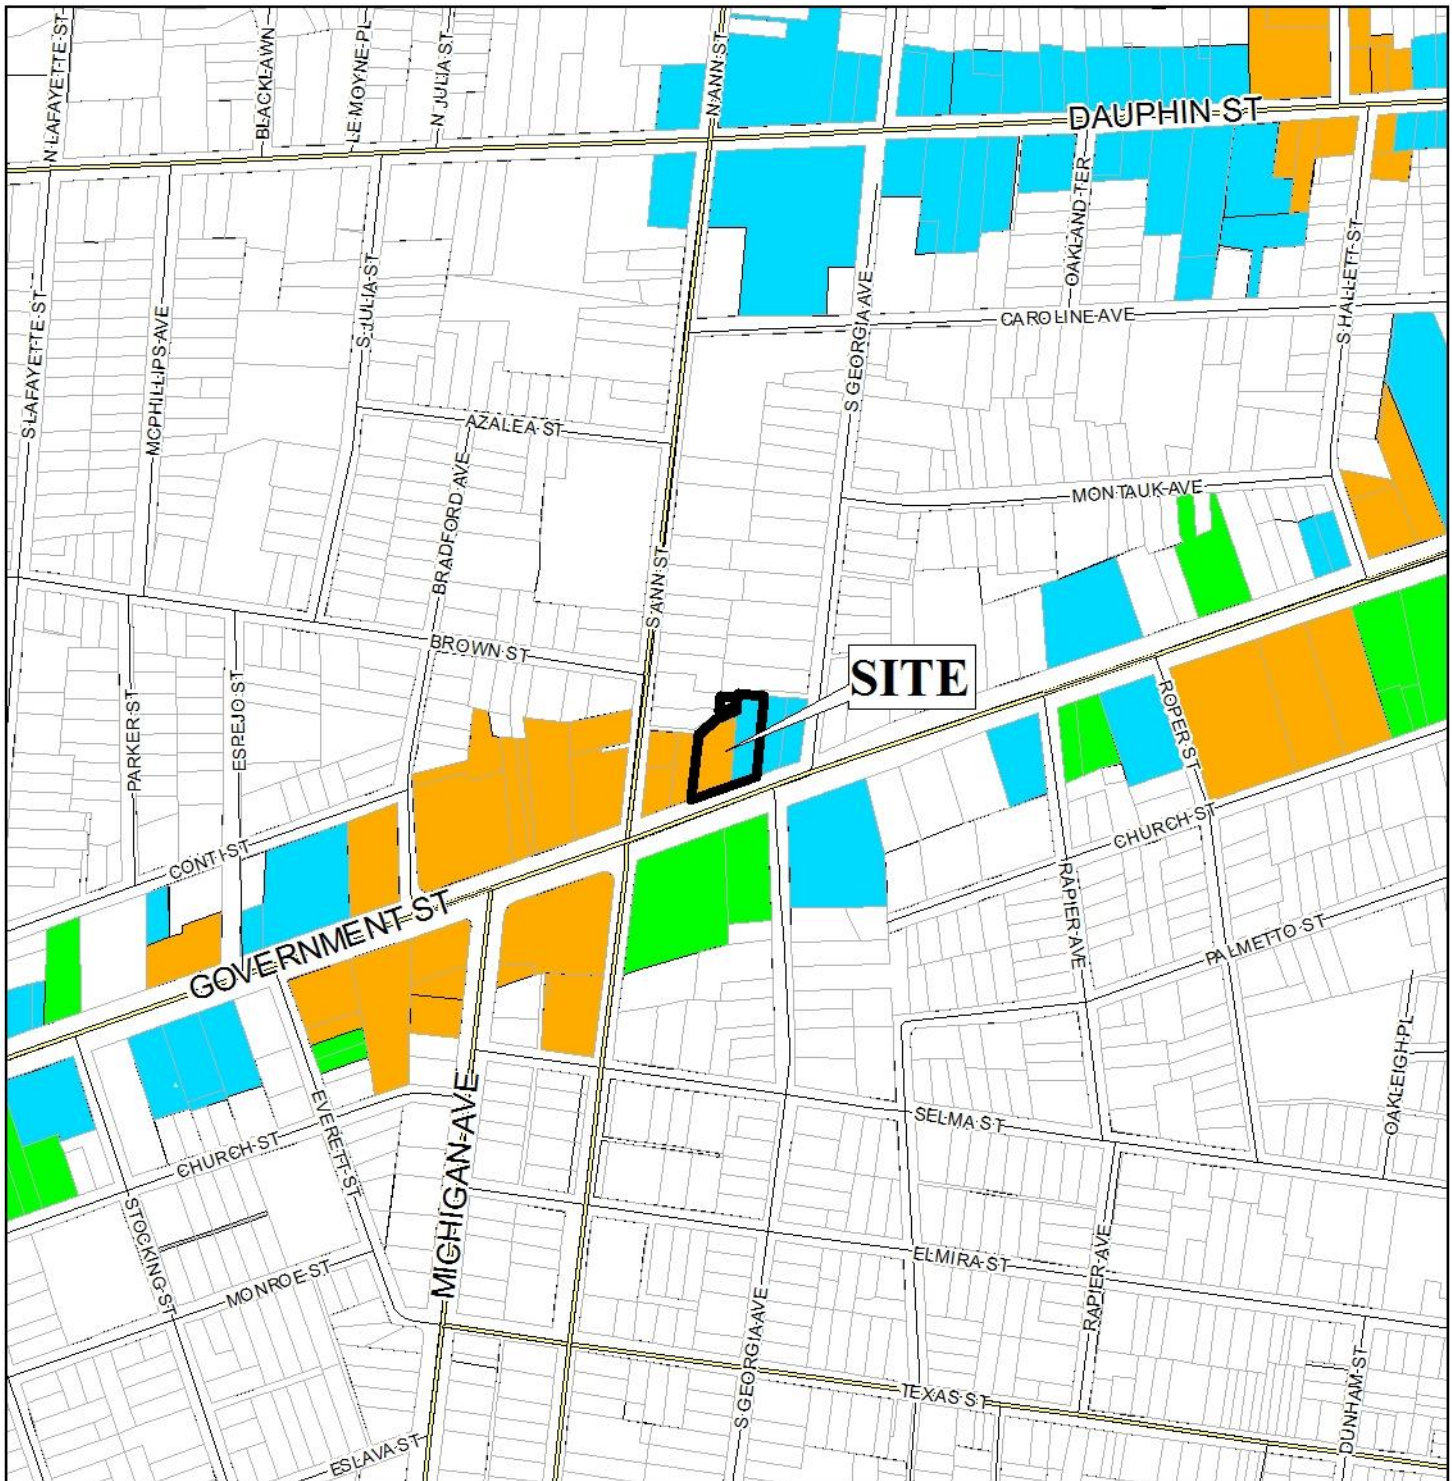 N LAFAYETTE ST
BLACKLAWN
LE MOYNE PL
N JULIA ST
N ANN ST
DAUPHIN ST
S LAFAYETTE ST
MCPHILLIPS AVE
S JULIA ST
OAKLAND TER
S HALLETT ST
S GEORGIA AVE
CAROLINE AVE
AZALEA ST
BRADFORD AVE
MONTAUK AVE
S ANN ST
BROWN ST
SITE
PARKER ST
ESPEJO ST
ROPER ST
CONTI ST
CHURCH ST
GOVERNMENT ST
RAPIER AVE
PALMETTO ST
OAKLEIGH PL
MICHIGAN AVE
EVERETT ST
SELMA ST
CHURCH ST
STOCKING ST
MONROE ST
ELMIRA ST
RAPIER AVE
S GEORGIA AVE
TEXAS ST
DUNHAM ST
ESLAVA ST